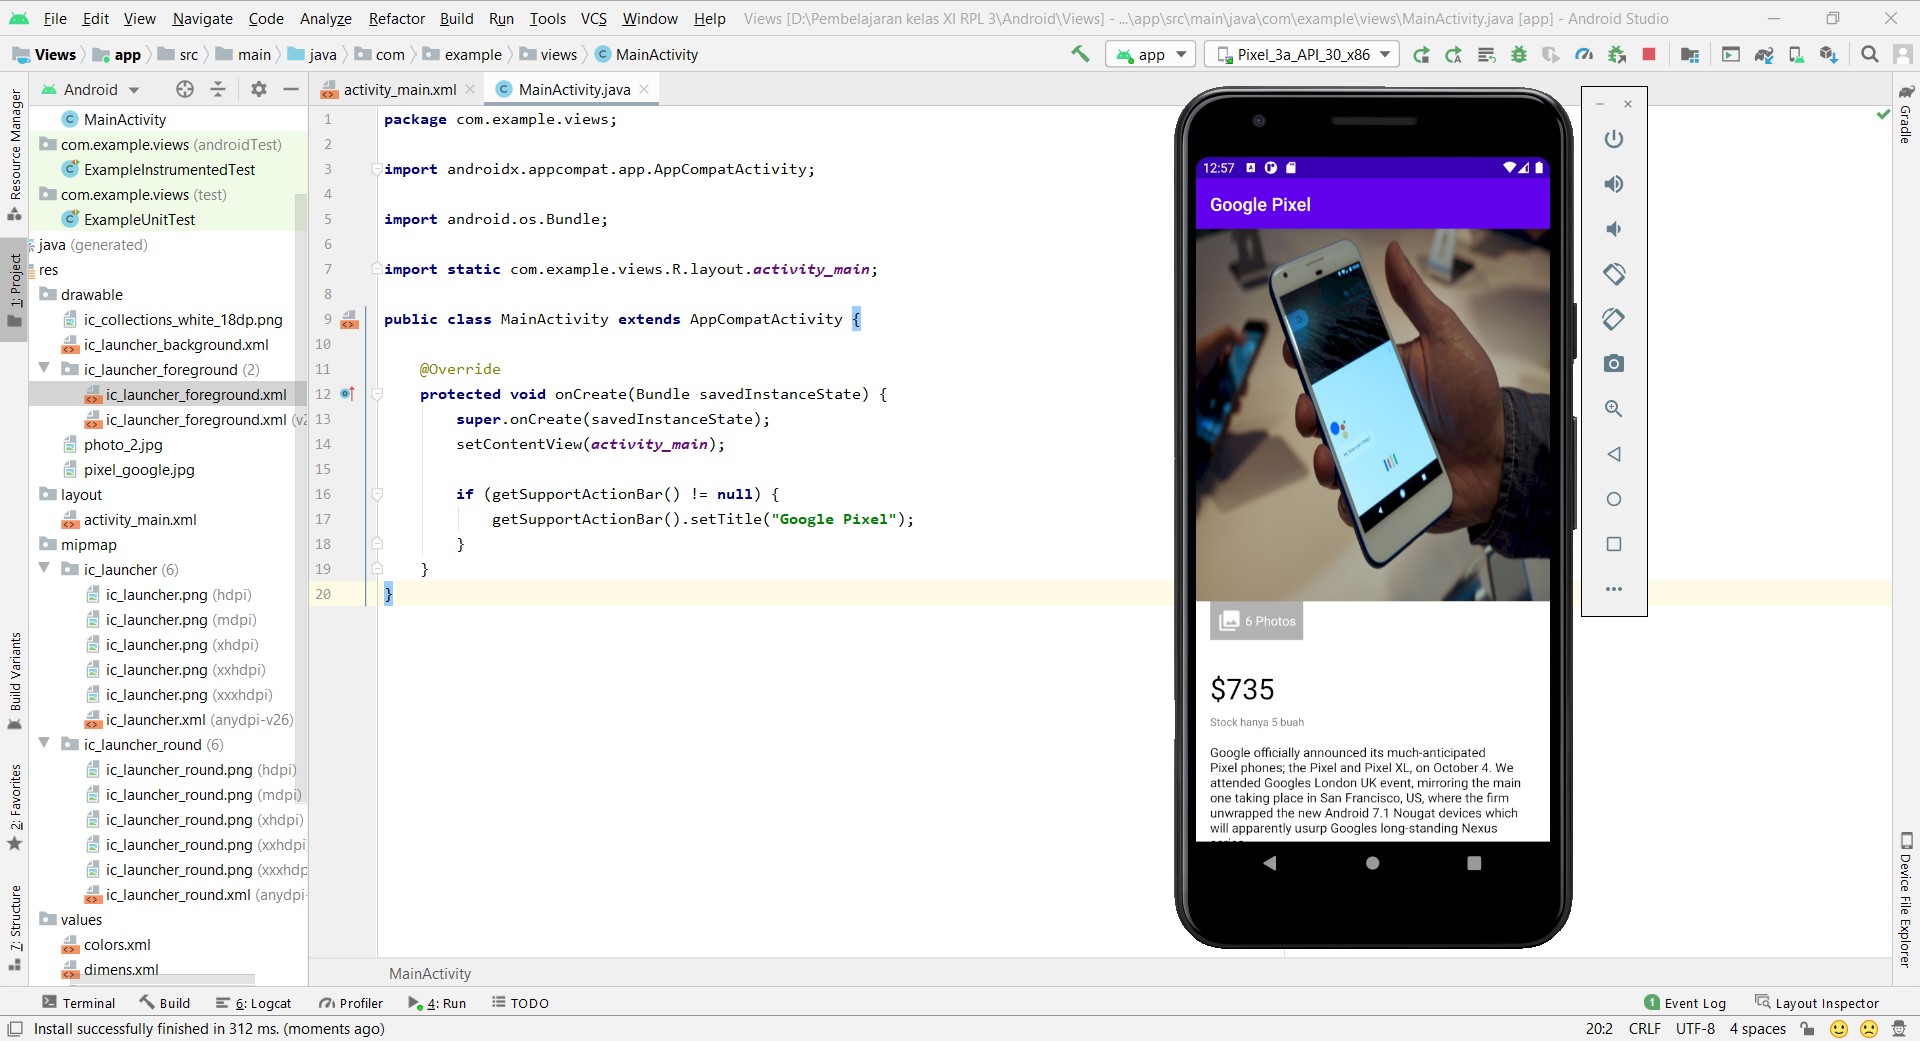 File Edit View Navigate Code Analyze Refactor Build Run Tools VCS Window Help Views [D:\Pembelajaran kelas XI RPL 3\Android\Views] - ...\app\src\main\java\com\example\views\MainActivity.java [app] - Android Studio
Views app src main java com example views MainActivity app Pixel_3a_API_30_x86
Android activity_main.xml MainActivity.java
Resource Manager
1: Project
Build Variants
2: Favorites
7: Structure
MainActivity
com.example.views (androidTest)
ExampleInstrumentedTest
com.example.views (test)
ExampleUnitTest
java (generated)
res
drawable
ic_collections_white_18dp.png
ic_launcher_background.xml
ic_launcher_foreground (2)
ic_launcher_foreground.xml
ic_launcher_foreground.xml (v2
photo_2.jpg
pixel_google.jpg
layout
activity_main.xml
mipmap
ic_launcher (6)
ic_launcher.png (hdpi)
ic_launcher.png (mdpi)
ic_launcher.png (xhdpi)
ic_launcher.png (xxhdpi)
ic_launcher.png (xxxhdpi)
ic_launcher.xml (anydpi-v26)
ic_launcher_round (6)
ic_launcher_round.png (hdpi)
ic_launcher_round.png (mdpi)
ic_launcher_round.png (xhdpi)
ic_launcher_round.png (xxhdpi
ic_launcher_round.png (xxxhdp
ic_launcher_round.xml (anydpi-
values
colors.xml
dimens.xml
1 package com.example.views;
2
3 import androidx.appcompat.app.AppCompatActivity;
4
5 import android.os.Bundle;
6
7 import static com.example.views.R.layout.activity_main;
8
9 public class MainActivity extends AppCompatActivity {
10
11 @Override
12 protected void onCreate(Bundle savedInstanceState) {
13 super.onCreate(savedInstanceState);
14 setContentView(activity_main);
15
16 if (getSupportActionBar() != null) {
17 getSupportActionBar().setTitle("Google Pixel");
18 }
19 }
20 }
MainActivity
12:57
Google Pixel
6 Photos
$735
Stock hanya 5 buah
Google officially announced its much-anticipated
Pixel phones; the Pixel and Pixel XL, on October 4. We
attended Googles London UK event, mirroring the main
one taking place in San Francisco, US, where the firm
unwrapped the new Android 7.1 Nougat devices which
will apparently usurp Googles long-standing Nexus
Gradle
Device File Explorer
Terminal Build 6: Logcat Profiler 4: Run TODO 1 Event Log Layout Inspector
Install successfully finished in 312 ms. (moments ago) 20:2 CRLF UTF-8 4 spaces